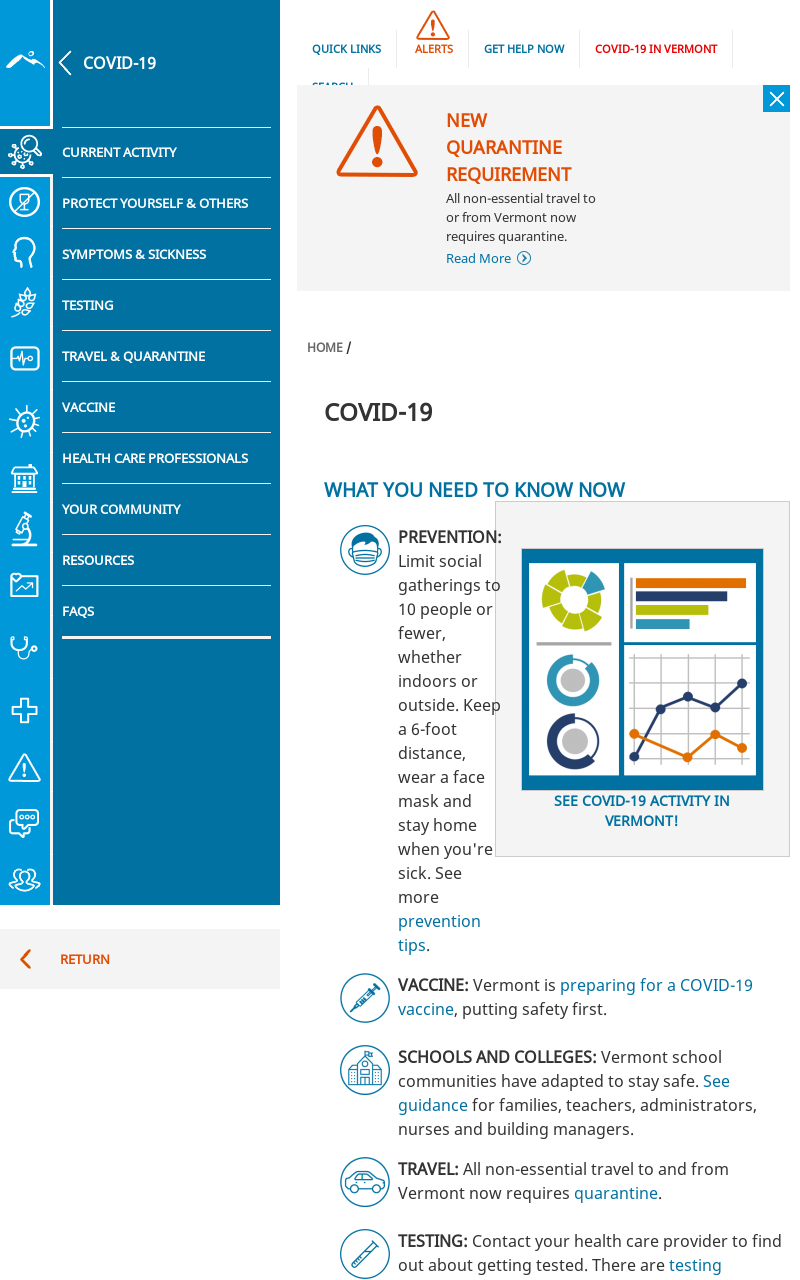 COVID-19
CURRENT ACTIVITY
PROTECT YOURSELF & OTHERS
SYMPTOMS & SICKNESS
TESTING
TRAVEL & QUARANTINE
VACCINE
HEALTH CARE PROFESSIONALS
YOUR COMMUNITY
RESOURCES
FAQS
RETURN
QUICK LINKS
ALERTS
GET HELP NOW
COVID-19 IN VERMONT
SEARCH
NEW
QUARANTINE
REQUIREMENT
All non-essential travel to
or from Vermont now
requires quarantine.
Read More
HOME /
COVID-19
WHAT YOU NEED TO KNOW NOW
PREVENTION:
Limit social
gatherings to
10 people or
fewer,
whether
indoors or
outside. Keep
a 6-foot
distance,
wear a face
mask and
stay home
when you're
sick. See
more
prevention
tips.
SEE COVID-19 ACTIVITY IN
VERMONT!
VACCINE: Vermont is preparing for a COVID-19
vaccine, putting safety first.
SCHOOLS AND COLLEGES: Vermont school
communities have adapted to stay safe. See
guidance for families, teachers, administrators,
nurses and building managers.
TRAVEL: All non-essential travel to and from
Vermont now requires quarantine.
TESTING: Contact your health care provider to find
out about getting tested. There are testing